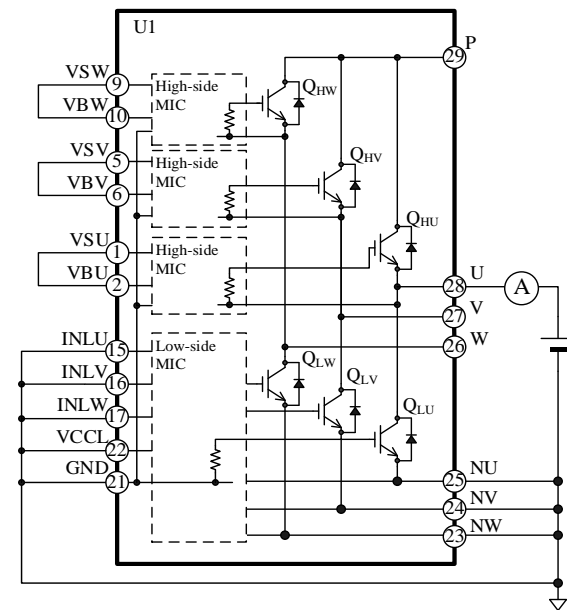 U1
P
29
VSW
9
High-side
MIC
QHW
VBW
10
VSV
5
High-side
MIC
QHV
VBV
6
VSU
1
High-side
MIC
QHU
VBU
2
U
28
A
V
27
W
26
INLU
15
Low-side
MIC
INLV
16
QLW
QLV
QLU
INLW
17
VCCL
22
GND
21
NU
25
NV
24
NW
23